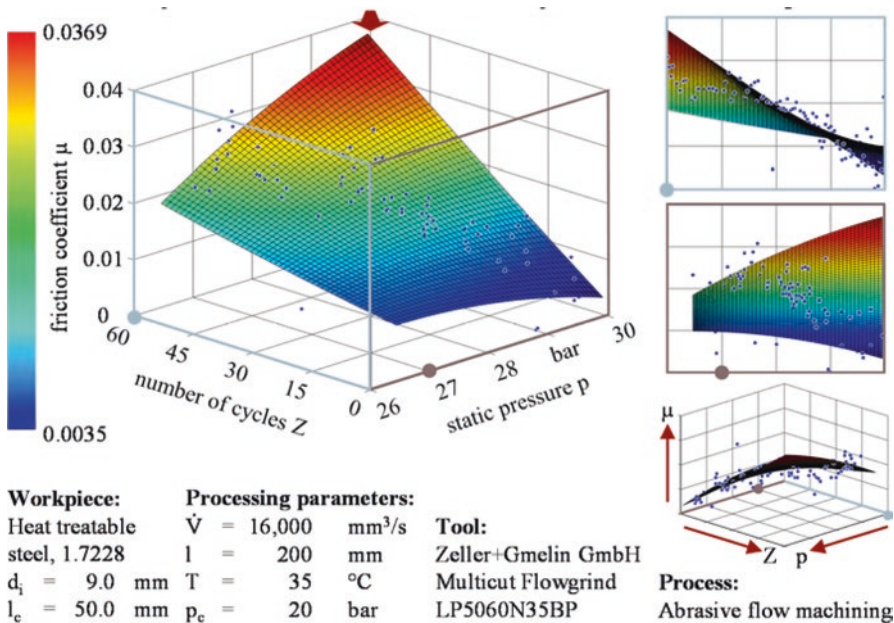 0.0369
friction coefficient μ
0.0035
0.04
0.03
0.02
0.01
0
60
45
30
15
0
number of cycles Z
26
27
28
bar
30
static pressure p
μ
Z p
Workpiece:
Heat treatable
steel, 1.7228
d_i = 9.0 mm
l_c = 50.0 mm
Processing parameters:
V̇ = 16,000 mm³/s
l = 200 mm
T = 35 °C
p_c = 20 bar
Tool:
Zeller+Gmelin GmbH
Multicut Flowgrind
LP5060N35BP
Process:
Abrasive flow machining